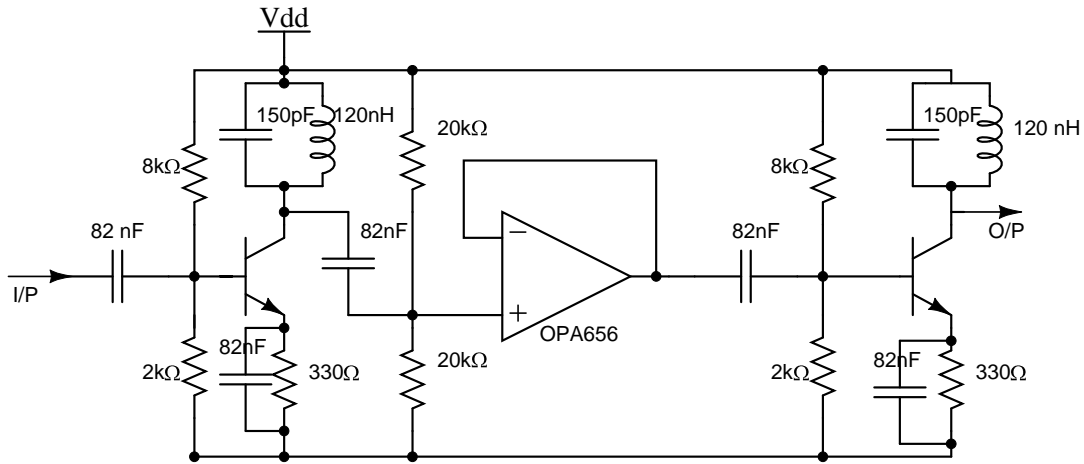 Vdd
150pF
120nH
20kΩ
8kΩ
82 nF
I/P
82nF
2kΩ
82nF
330Ω
20kΩ
−
+
OPA656
82nF
8kΩ
2kΩ
150pF
120 nH
O/P
82nF
330Ω